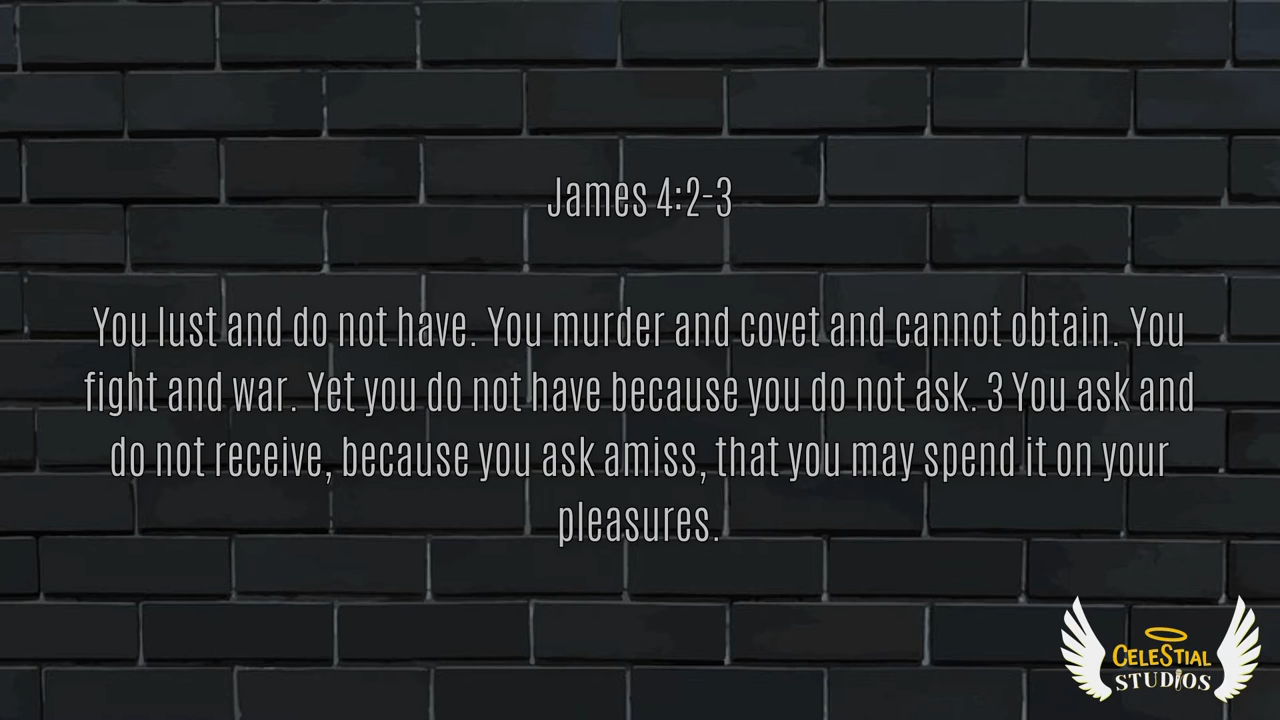 James 4:2-3
You lust and do not have. You murder and covet and cannot obtain. You
fight and war. Yet you do not have because you do not ask. 3 You ask and
do not receive, because you ask amiss, that you may spend it on your
pleasures.
CELESTIAL
STUDIOS